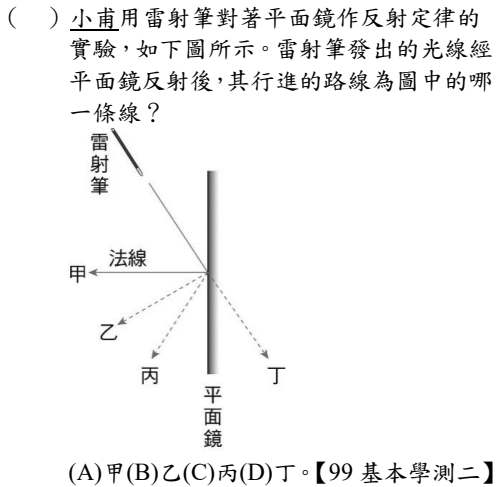 （　）小甫用雷射筆對著平面鏡作反射定律的
實驗，如下圖所示。雷射筆發出的光線經
平面鏡反射後，其行進的路線為圖中的哪
一條線？
雷射筆
法線
甲
乙
丙
丁
平面鏡
(A)甲(B)乙(C)丙(D)丁。【99 基本學測二】